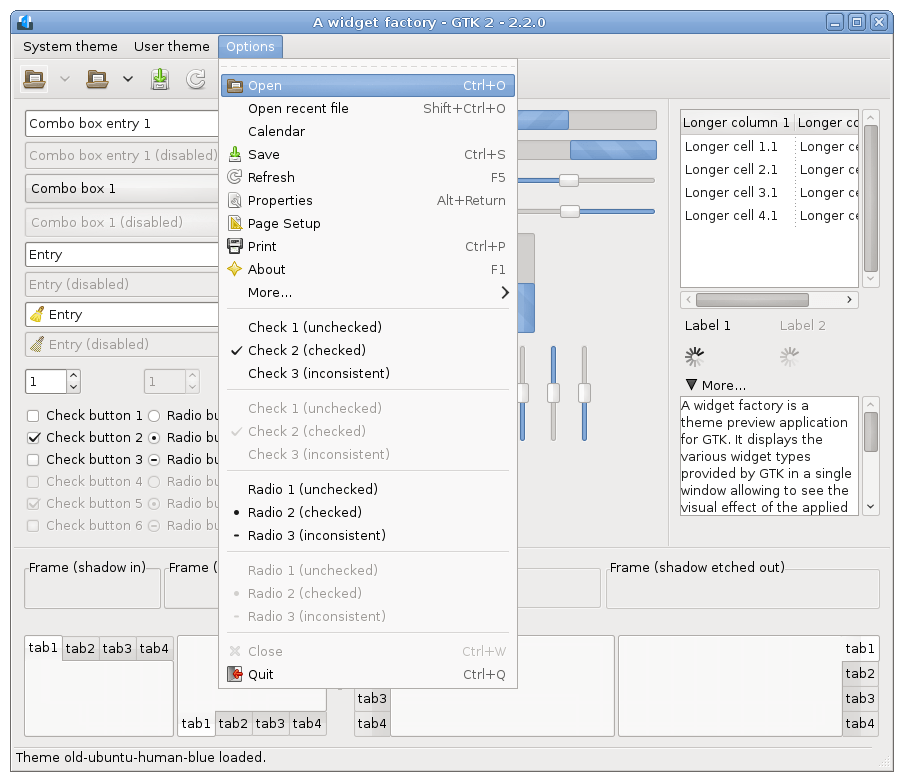 A widget factory - GTK 2 - 2.2.0
System theme User theme Options
Open Ctrl+O
Open recent file Shift+Ctrl+O
Calendar
Save Ctrl+S
Refresh F5
Properties Alt+Return
Page Setup
Print Ctrl+P
About F1
More...
Check 1 (unchecked)
Check 2 (checked)
Check 3 (inconsistent)
Check 1 (unchecked)
Check 2 (checked)
Check 3 (inconsistent)
Radio 1 (unchecked)
Radio 2 (checked)
Radio 3 (inconsistent)
Radio 1 (unchecked)
Radio 2 (checked)
Radio 3 (inconsistent)
Close Ctrl+W
Quit Ctrl+Q
Combo box entry 1
Combo box entry 1 (disabled)
Combo box 1
Combo box 1 (disabled)
Entry
Entry (disabled)
Entry
Entry (disabled)
1 1
Check button 1 Radio bu
Check button 2 Radio bu
Check button 3 Radio bu
Check button 4 Radio bu
Check button 5 Radio bu
Check button 6 Radio bu
Longer column 1 Longer co
Longer cell 1.1 Longer ce
Longer cell 2.1 Longer ce
Longer cell 3.1 Longer ce
Longer cell 4.1 Longer ce
Label 1 Label 2
More...
A widget factory is a
theme preview application
for GTK. It displays the
various widget types
provided by GTK in a single
window allowing to see the
visual effect of the applied
Frame (shadow in) Frame ( Frame (shadow etched out)
tab1 tab2 tab3 tab4
tab1 tab2 tab3 tab4
tab3
tab4
tab1
tab2
tab3
tab4
Theme old-ubuntu-human-blue loaded.